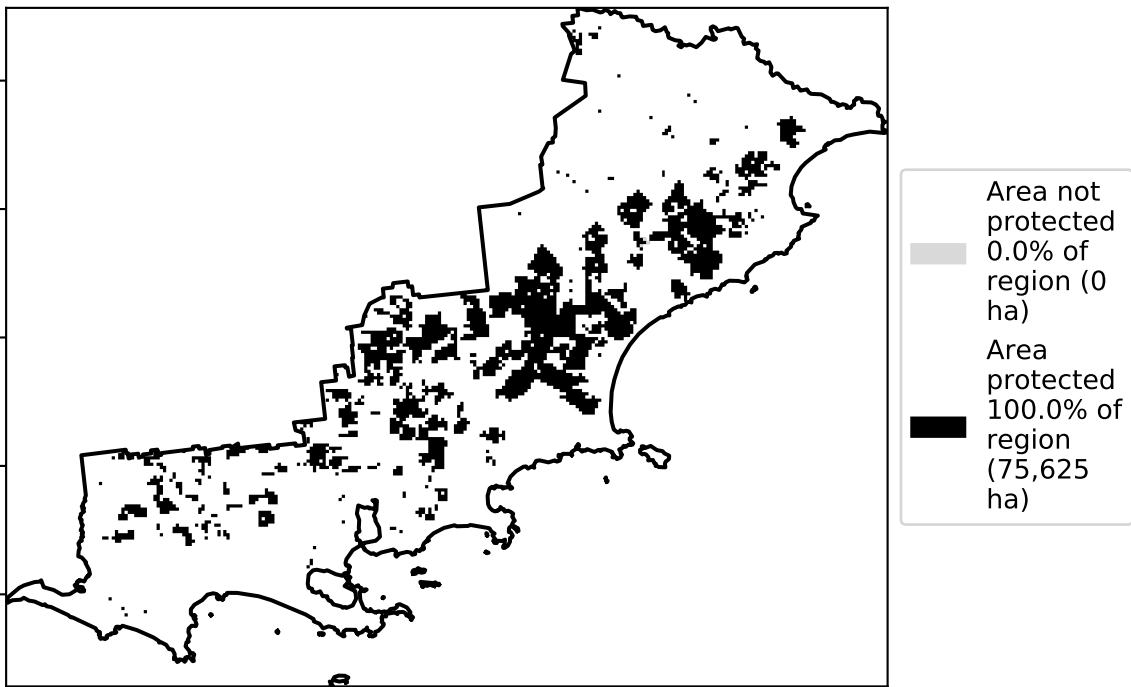 Area not
protected
0.0% of
region (0
ha)
Area
protected
100.0% of
region
(75,625
ha)